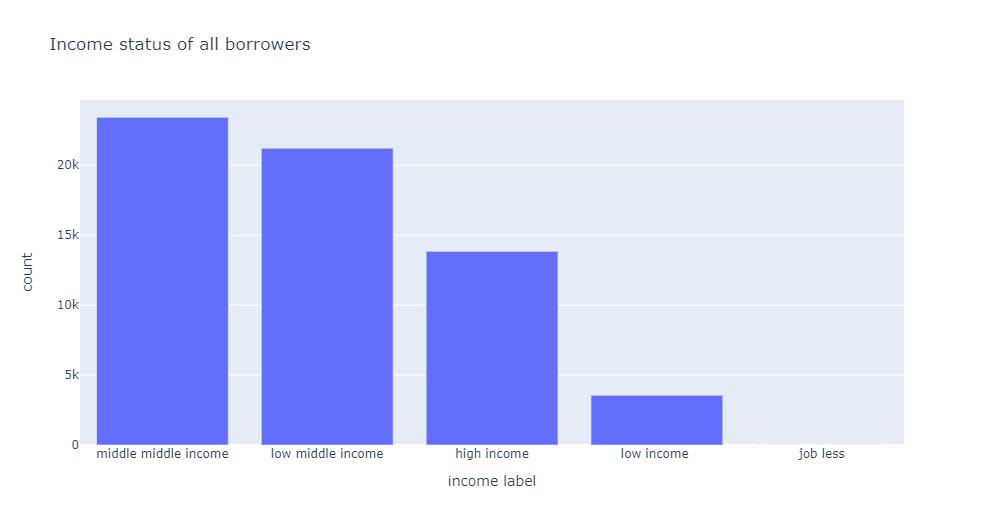 Income status of all borrowers
20k
15k
10k
5k
0
count
middle middle income
low middle income
high income
low income
job less
income label